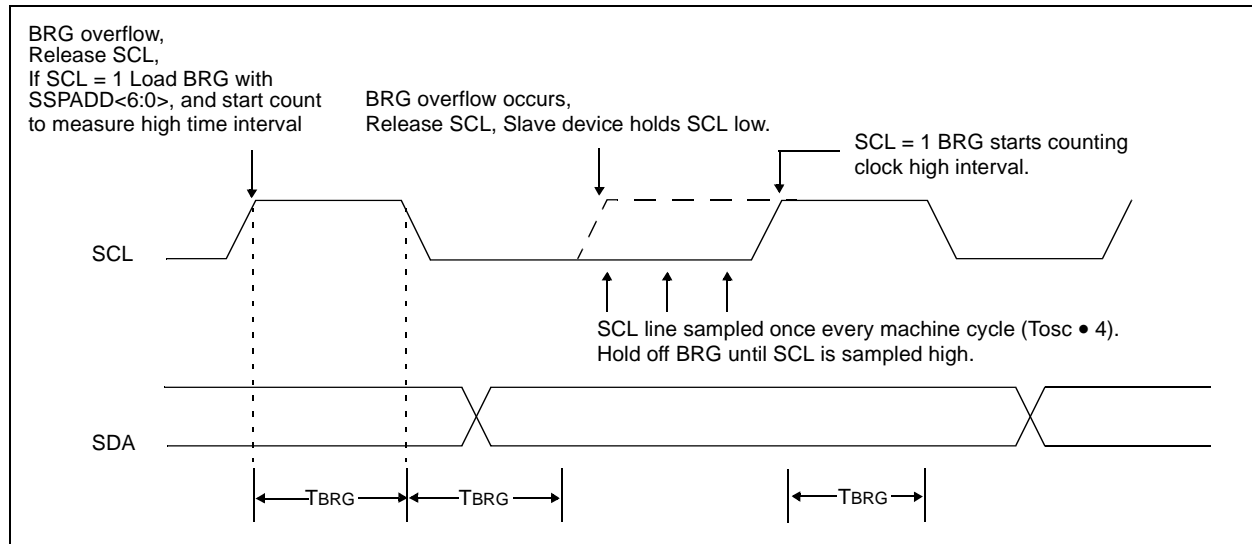 BRG overflow,
Release SCL,
If SCL = 1 Load BRG with
SSPADD<6:0>, and start count
to measure high time interval
BRG overflow occurs,
Release SCL, Slave device holds SCL low.
SCL = 1 BRG starts counting
clock high interval.
SCL
SCL line sampled once every machine cycle (Tosc • 4).
Hold off BRG until SCL is sampled high.
SDA
TBRG
TBRG
TBRG